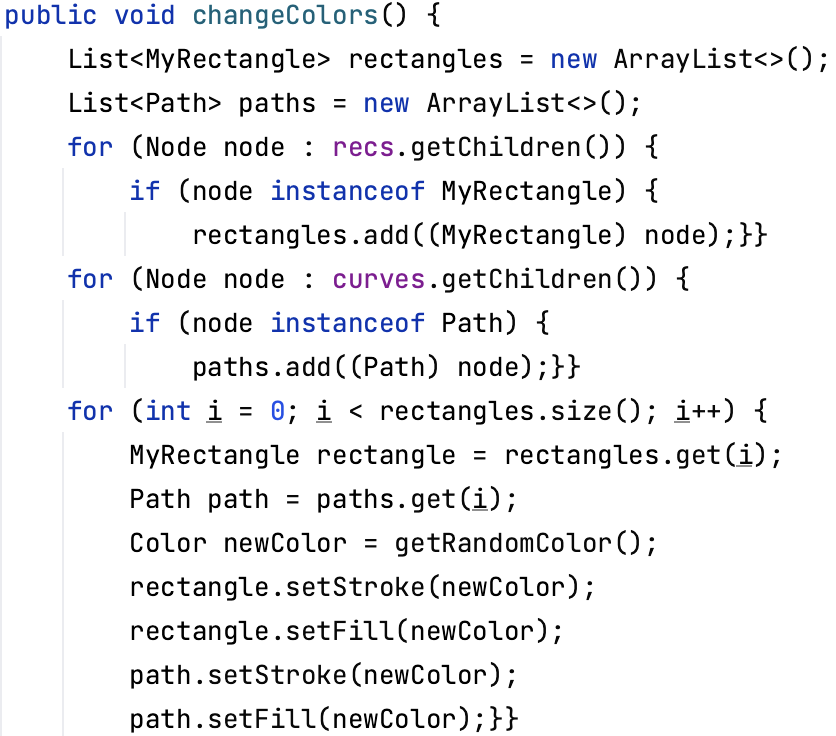 public void changeColors() {
List<MyRectangle> rectangles = new ArrayList<>();
List<Path> paths = new ArrayList<>();
for (Node node : recs.getChildren()) {
if (node instanceof MyRectangle) {
rectangles.add((MyRectangle) node);}}
for (Node node : curves.getChildren()) {
if (node instanceof Path) {
paths.add((Path) node);}}
for (int i = 0; i < rectangles.size(); i++) {
MyRectangle rectangle = rectangles.get(i);
Path path = paths.get(i);
Color newColor = getRandomColor();
rectangle.setStroke(newColor);
rectangle.setFill(newColor);
path.setStroke(newColor);
path.setFill(newColor);}}